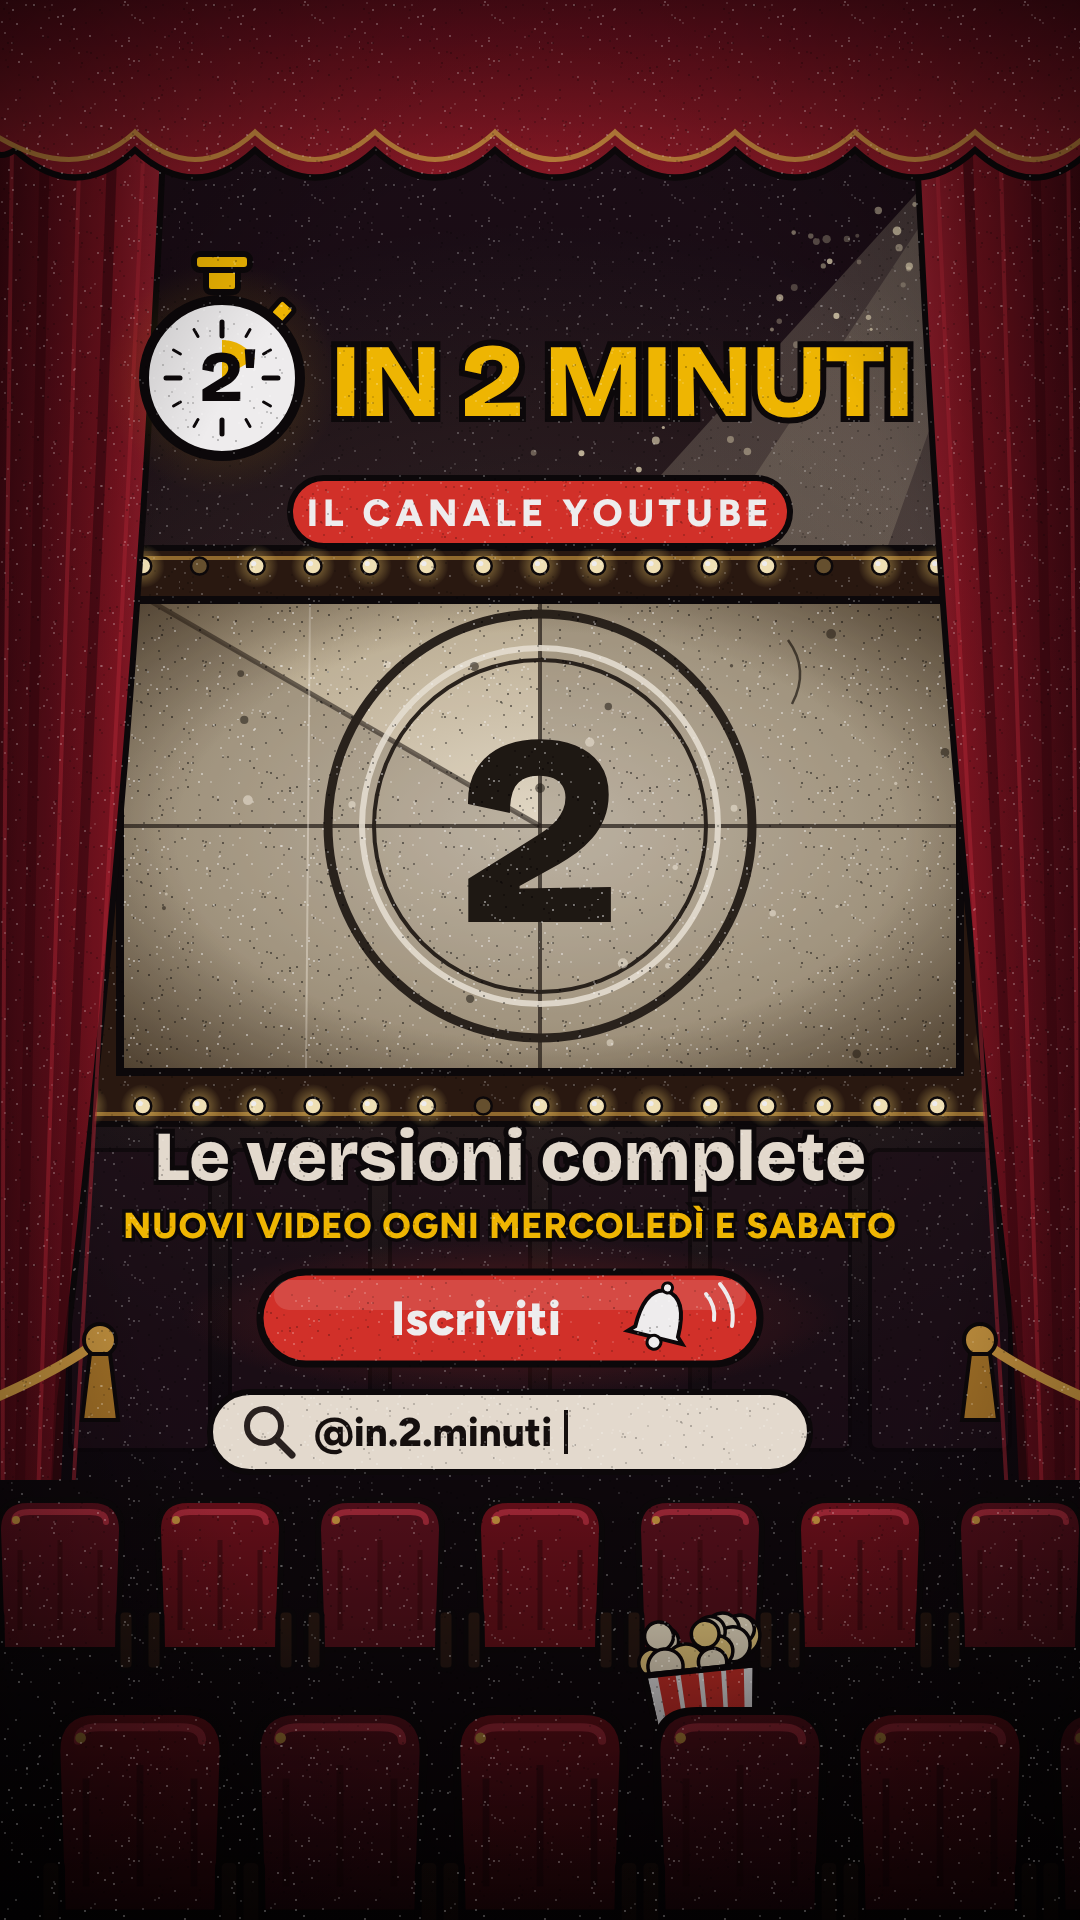 2'
IN 2 MINUTI
IL CANALE YOUTUBE
2
Le versioni complete
NUOVI VIDEO OGNI MERCOLEDÌ E SABATO
Iscriviti
@in.2.minuti